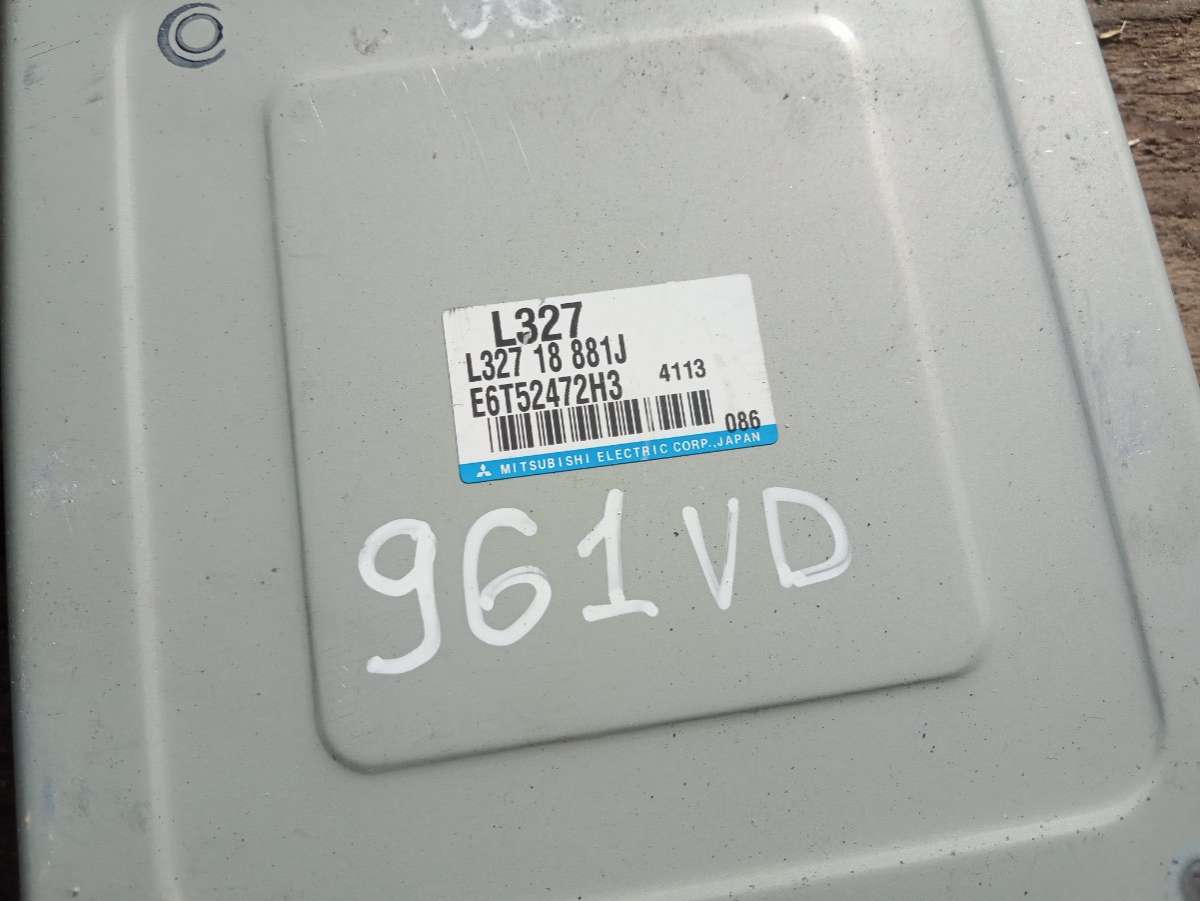 L327
L327 18 881J
E6T52472H3 4113
086
MITSUBISHI ELECTRIC CORP.,JAPAN
961VD